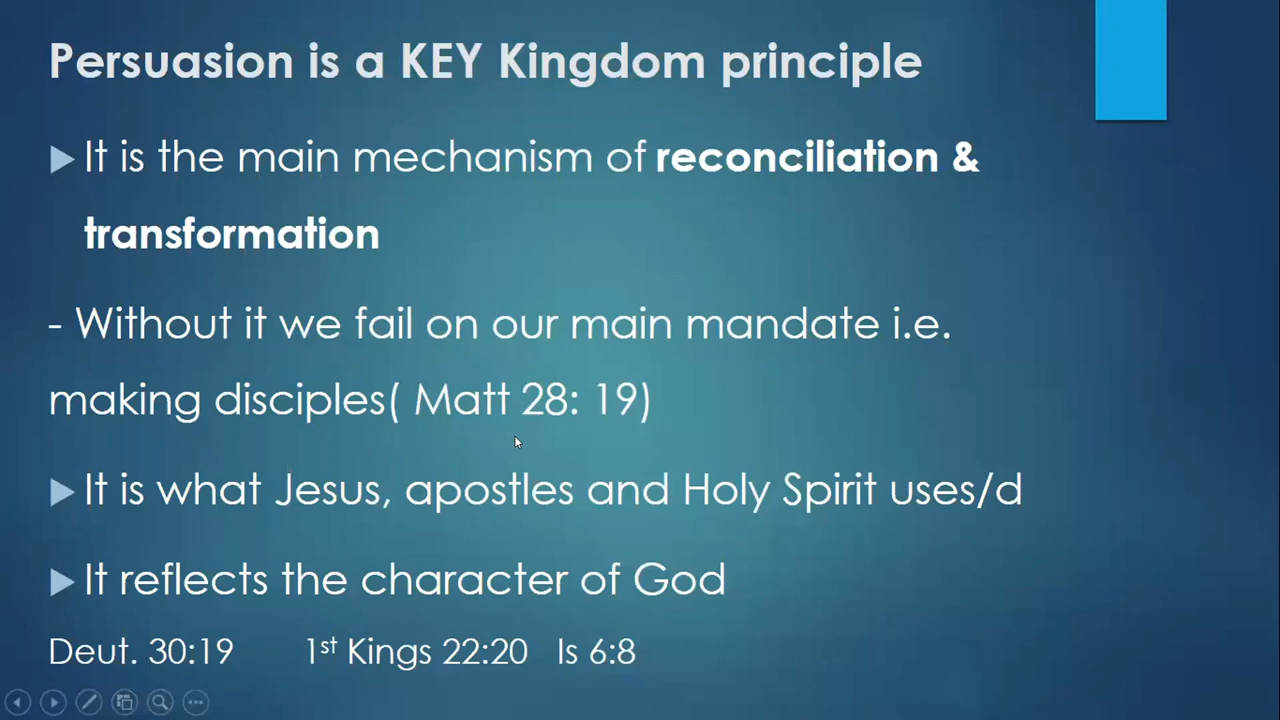 Persuasion is a KEY Kingdom principle
It is the main mechanism of reconciliation &
transformation
- Without it we fail on our main mandate i.e.
making disciples( Matt 28: 19)
It is what Jesus, apostles and Holy Spirit uses/d
It reflects the character of God
Deut. 30:19 1st Kings 22:20 Is 6:8